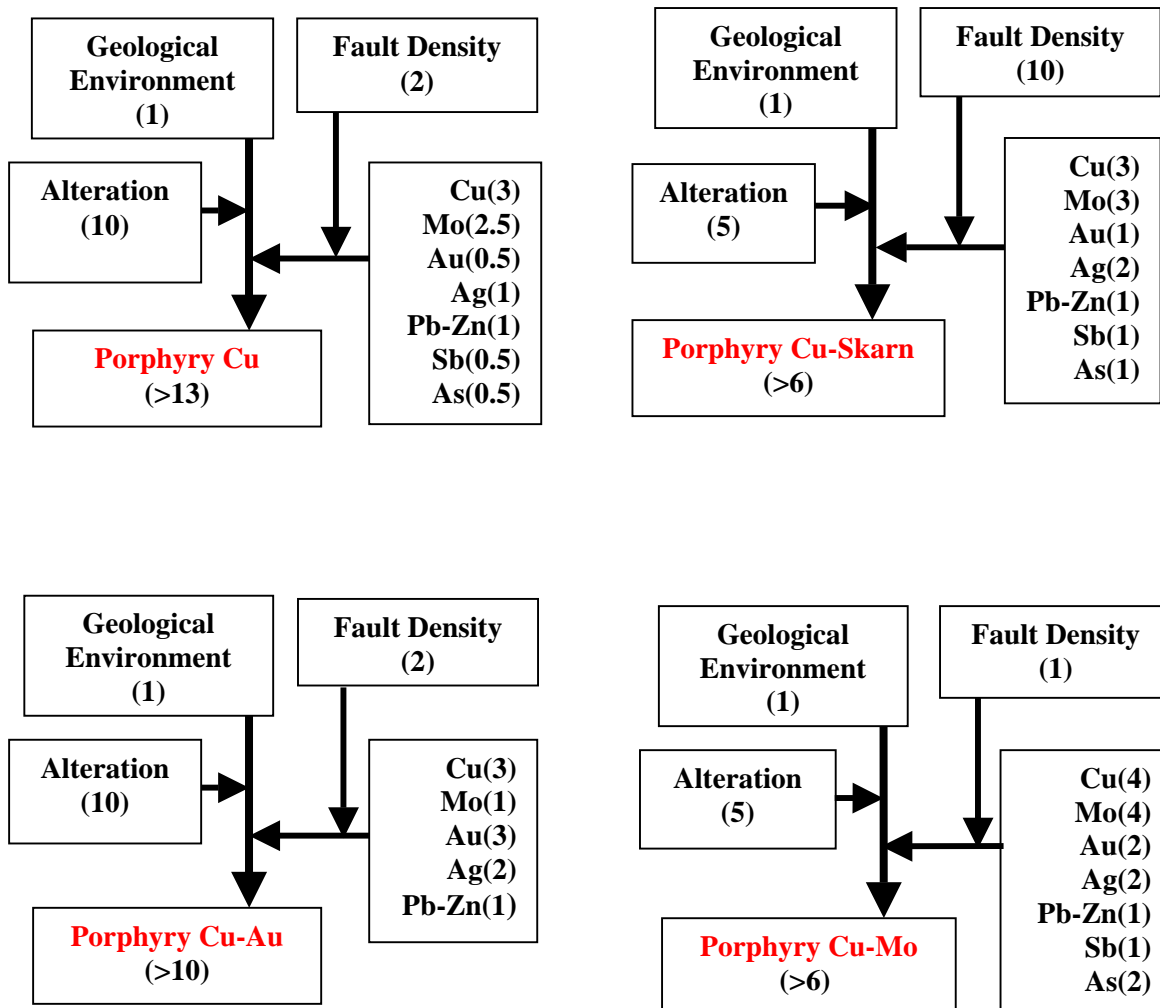 Geological
Environment
(1)
Fault Density
(2)
Alteration
(10)
Cu(3)
Mo(2.5)
Au(0.5)
Ag(1)
Pb-Zn(1)
Sb(0.5)
As(0.5)
Porphyry Cu
(>13)
Geological
Environment
(1)
Fault Density
(10)
Alteration
(5)
Cu(3)
Mo(3)
Au(1)
Ag(2)
Pb-Zn(1)
Sb(1)
As(1)
Porphyry Cu-Skarn
(>6)
Geological
Environment
(1)
Fault Density
(2)
Alteration
(10)
Cu(3)
Mo(1)
Au(3)
Ag(2)
Pb-Zn(1)
Porphyry Cu-Au
(>10)
Geological
Environment
(1)
Fault Density
(1)
Alteration
(5)
Cu(4)
Mo(4)
Au(2)
Ag(2)
Pb-Zn(1)
Sb(1)
As(2)
Porphyry Cu-Mo
(>6)